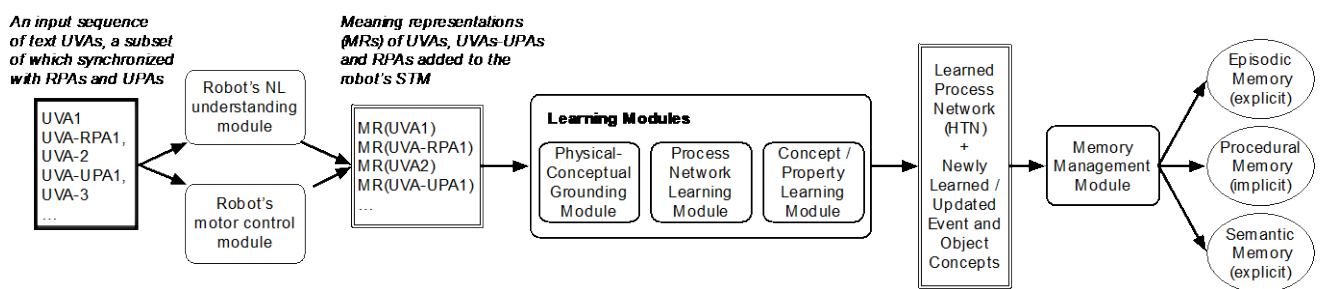 An input sequence
of text UVAs, a subset
of which synchronized
with RPAs and UPAs
UVA1
UVA-RPA1,
UVA-2
UVA-UPA1,
UVA-3
...
Robot's NL
understanding
module
Robot's
motor control
module
Meaning representations
(MRs) of UVAs, UVAs-UPAs
and RPAs added to the
robot's STM
MR(UVA1)
MR(UVA-RPA1)
MR(UVA2)
MR(UVA-UPA1)
...
Learning Modules
Physical-
Conceptual
Grounding
Module
Process
Network
Learning
Module
Concept /
Property
Learning
Module
Learned
Process
Network
(HTN)
+
Newly
Learned /
Updated
Event and
Object
Concepts
Memory
Management
Module
Episodic
Memory
(explicit)
Procedural
Memory
(implicit)
Semantic
Memory
(explicit)